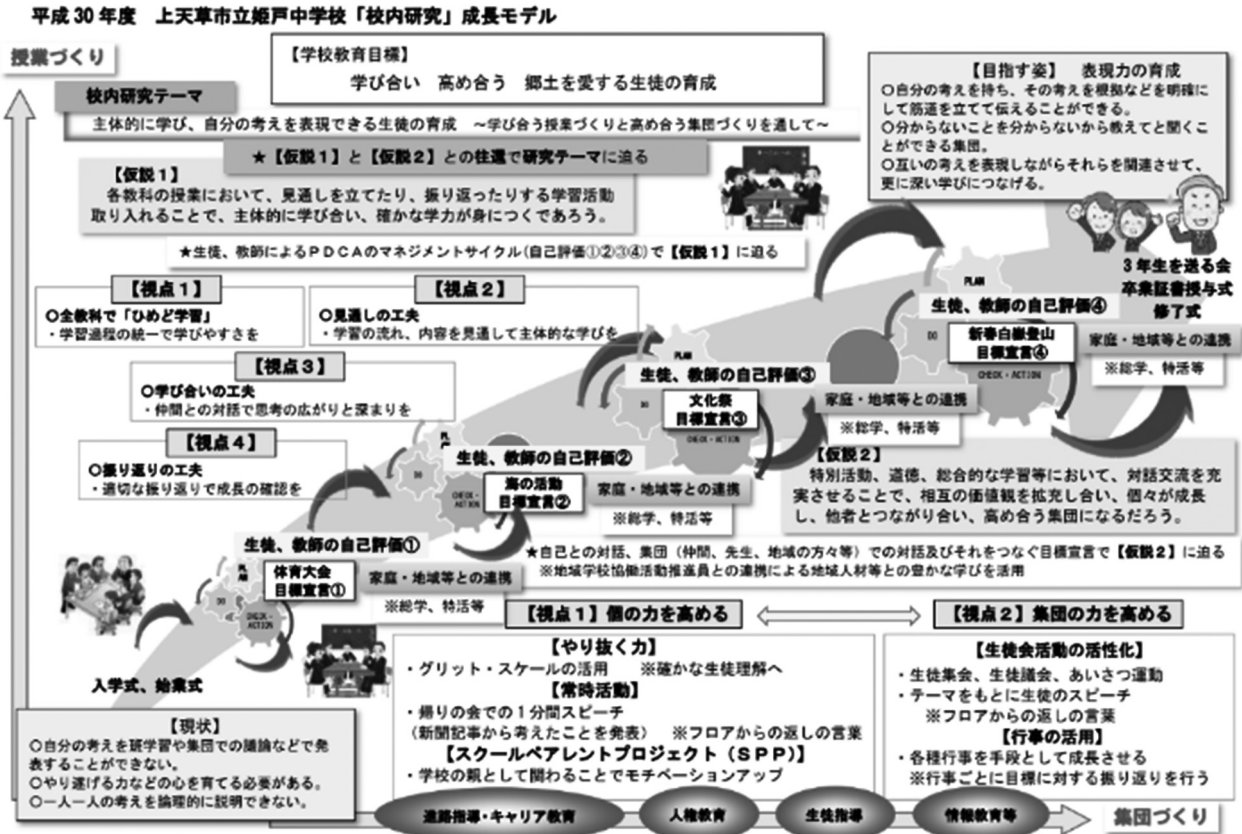 平成30年度　上天草市立姫戸中学校「校内研究」成長モデル
授業づくり
【学校教育目標】
学び合い　高め合う　郷土を愛する生徒の育成
校内研究テーマ
主体的に学び、自分の考えを表現できる生徒の育成　～学び合う授業づくりと高め合う集団づくりを通して～
★【仮説１】と【仮説２】との往還で研究テーマに迫る
【仮説１】
各教科の授業において、見通しを立てたり、振り返ったりする学習活動
取り入れることで、主体的に学び合い、確かな学力が身につくであろう。
★生徒、教師によるＰＤＣＡのマネジメントサイクル(自己評価①②③④)で【仮説１】に迫る
【目指す姿】　表現力の育成
○自分の考えを持ち、その考えを根拠などを明確に
して筋道を立てて伝えることができる。
○分からないことを分からないから教えてと聞くこ
とができる集団。
○互いの考えを表現しながらそれらを関連させて、
更に深い学びにつなげる。
【視点１】
○全教科で「ひめど学習」
・学習過程の統一で学びやすさを
【視点２】
○見通しの工夫
・学習の流れ、内容を見通して主体的な学びを
【視点３】
○学び合いの工夫
・仲間との対話で思考の広がりと深まりを
【視点４】
○振り返りの工夫
・適切な振り返りで成長の確認を
3年生を送る会
卒業証書授与式
修了式
PLAN
生徒、教師の自己評価④
DO
新春白嶽登山
目標宣言④
CHECK・ACTION
家庭・地域等との連携
※総学、特活等
PLAN
生徒、教師の自己評価③
DO
文化祭
目標宣言③
CHECK・ACTION
家庭・地域等との連携
※総学、特活等
生徒、教師の自己評価②
DO
CHECK・
海の活動
目標宣言②
家庭・地域等との連携
※総学、特活等
生徒、教師の自己評価①
DO
体育大会
目標宣言①
CHECK・
ACTION
家庭・地域等との連携
※総学、特活等
【仮説２】
特別活動、道徳、総合的な学習等において、対話交流を充
実させることで、相互の価値観を拡充し合い、個々が成長
し、他者とつながり合い、高め合う集団になるだろう。
★自己との対話、集団（仲間、先生、地域の方々等）での対話及びそれをつなぐ目標宣言で【仮説２】に迫る
※地域学校協働活動推進員との連携による地域人材等との豊かな学びを活用
入学式、始業式
【現状】
○自分の考えを班学習や集団での議論などで発
表することができない。
○やり遂げる力などの心を育てる必要がある。
○一人一人の考えを論理的に説明できない。
【視点１】個の力を高める
【やり抜く力】
・グリット・スケールの活用　※確かな生徒理解へ
【常時活動】
・帰りの会での１分間スピーチ
（新聞記事から考えたことを発表）　※フロアからの返しの言葉
【スクールペアレントプロジェクト（ＳＰＰ）】
・学校の親として関わることでモチベーションアップ
【視点２】集団の力を高める
【生徒会活動の活性化】
・生徒集会、生徒議会、あいさつ運動
・テーマをもとに生徒のスピーチ
※フロアからの返しの言葉
【行事の活用】
・各種行事を手段として成長させる
※行事ごとに目標に対する振り返りを行う
進路指導・キャリア教育
人権教育
生徒指導
情報教育等
集団づくり